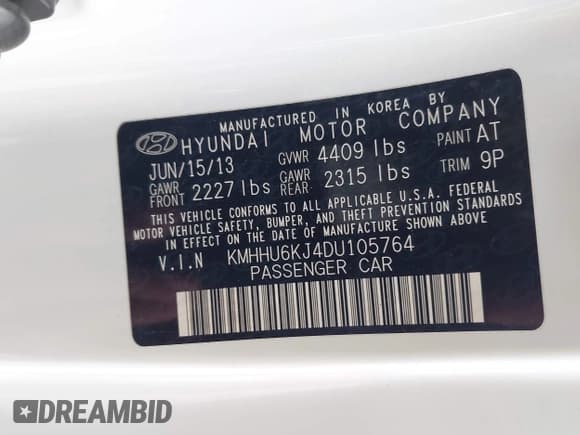 MANUFACTURED IN KOREA BY
HYUNDAI MOTOR COMPANY
JUN/15/13 GVWR 4409 lbs PAINT AT
GAWR FRONT 2227 lbs GAWR REAR 2315 lbs TRIM 9P
THIS VEHICLE CONFORMS TO ALL APPLICABLE U.S.A. FEDERAL
MOTOR VEHICLE SAFETY, BUMPER, AND THEFT PREVENTION STANDARDS
IN EFFECT ON THE DATE OF MANUFACTURE SHOWN ABOVE.
V.I.N KMHHU6KJ4DU105764
PASSENGER CAR
DREAMBID